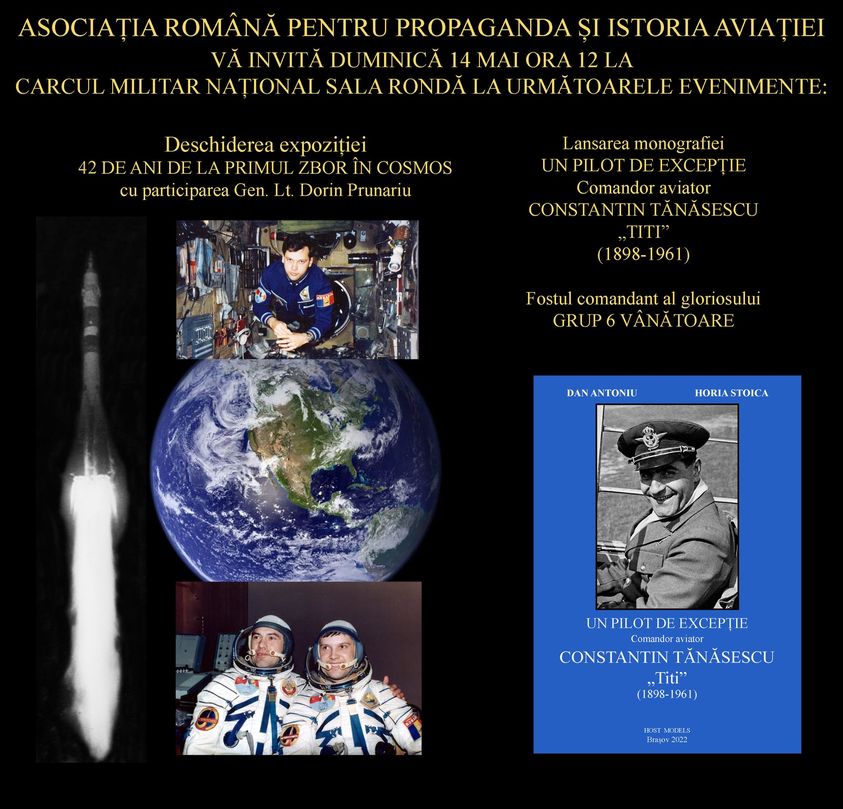 ASOCIAȚIA ROMÂNĂ PENTRU PROPAGANDA ȘI ISTORIA AVIAȚIEI
VĂ INVITĂ DUMINICĂ 14 MAI ORA 12 LA
CARCUL MILITAR NAȚIONAL SALA RONDĂ LA URMĂTOARELE EVENIMENTE:
Deschiderea expoziției
42 DE ANI DE LA PRIMUL ZBOR ÎN COSMOS
cu participarea Gen. Lt. Dorin Prunariu
Lansarea monografiei
UN PILOT DE EXCEPȚIE
Comandor aviator
CONSTANTIN TĂNĂSESCU
„TITI”
(1898-1961)
Fostul comandant al gloriosului
GRUP 6 VÂNĂTOARE
DAN ANTONIU HORIA STOICA
UN PILOT DE EXCEPȚIE
Comandor aviator
CONSTANTIN TĂNĂSESCU
„Titi”
(1898-1961)
HOST MODELS
Brașov 2022